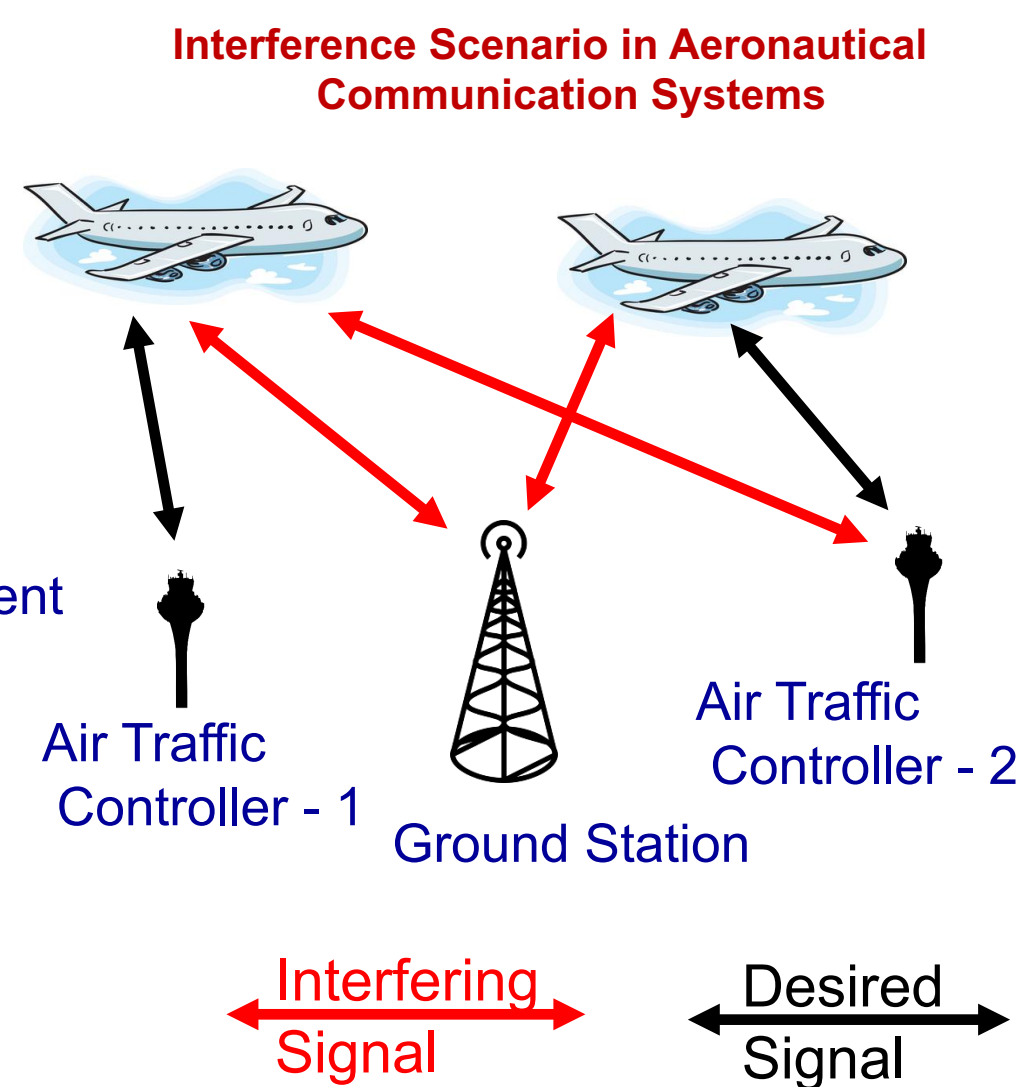 Interference Scenario in Aeronautical
Communication Systems
ent
Air Traffic
Controller - 1
Ground Station
Air Traffic
Controller - 2
Interfering
Signal
Desired
Signal